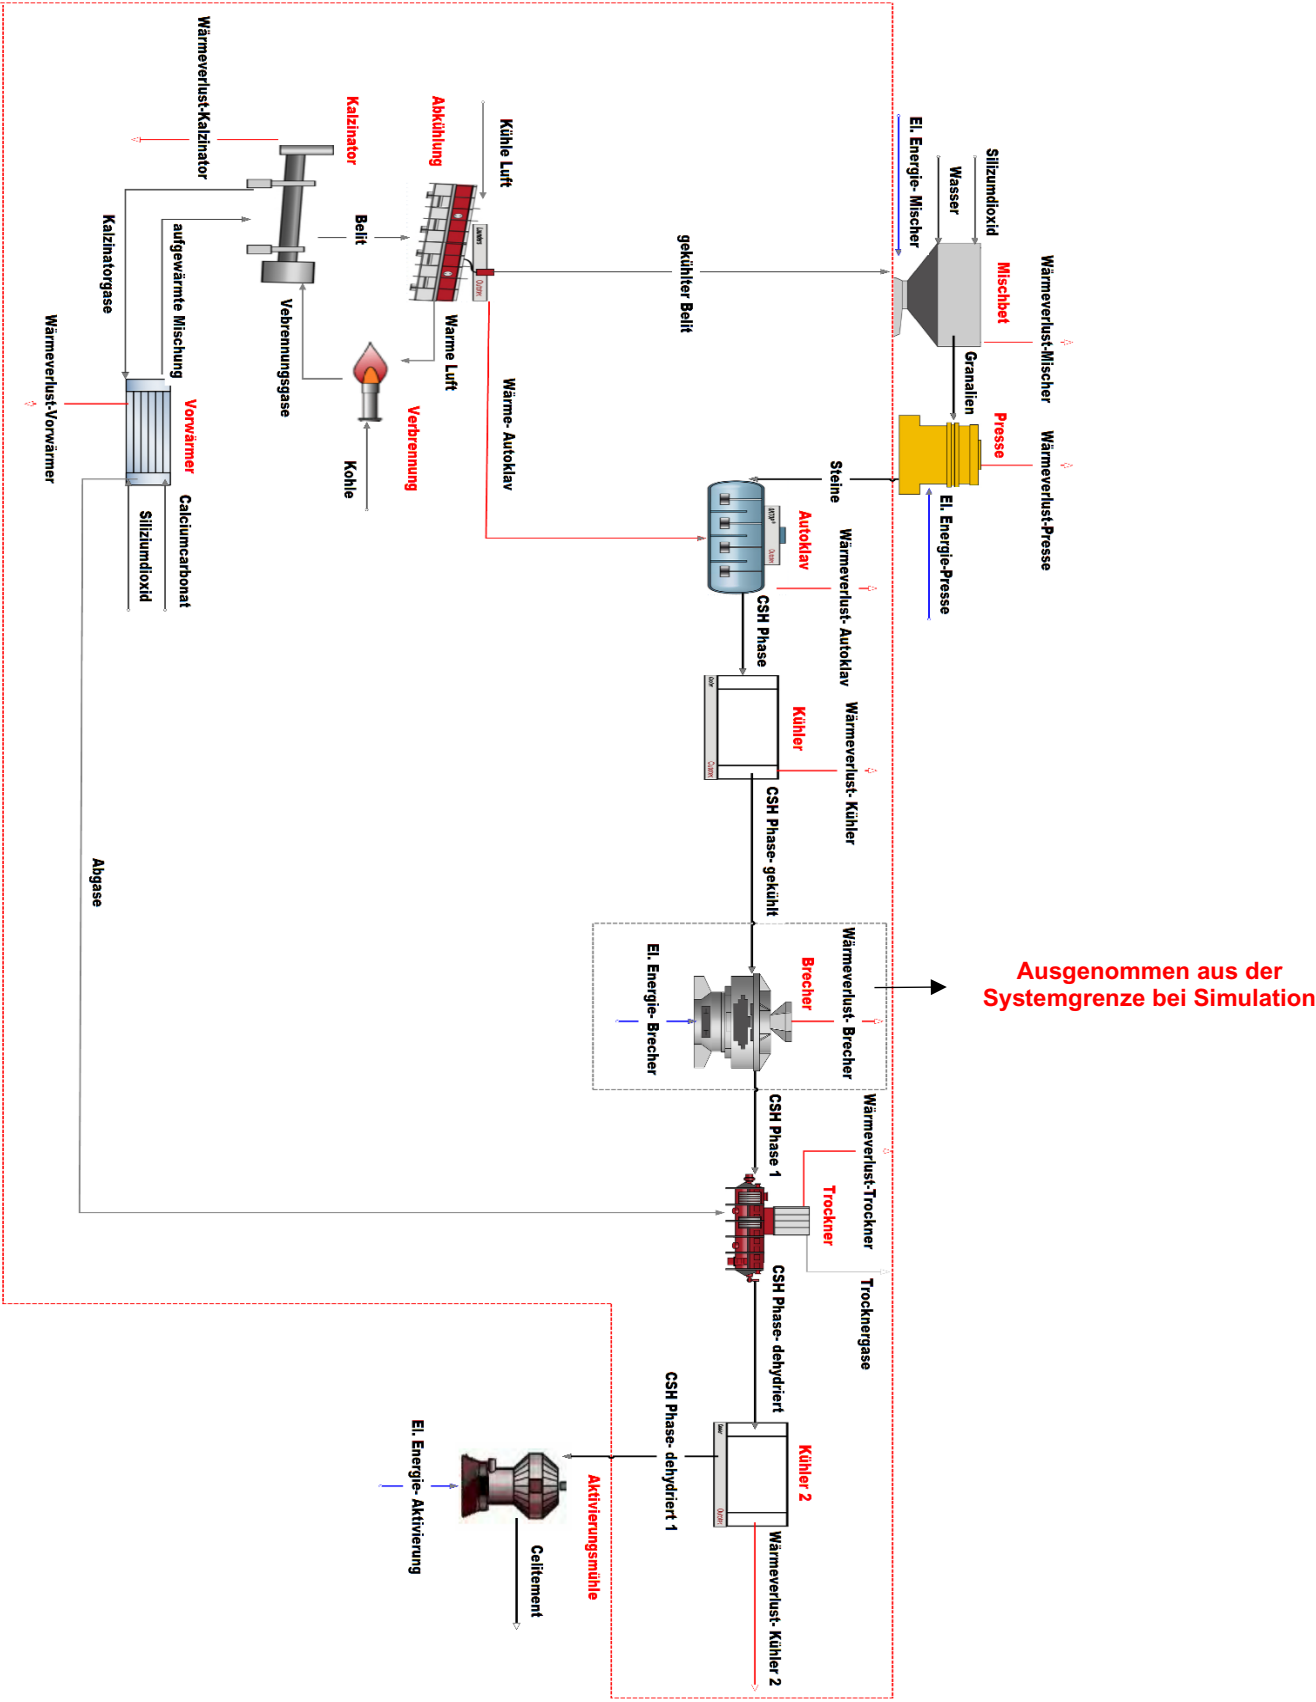 Wärmeverlust-Kalzinator
Kalzinator
Abkühlung
Kühle Luft
Kalzinatorgase
aufgewärmte Mischung
Belit
gekühlter Belit
Vebrennungsgase
Warme Luft
Wärme- Autoklav
Verbrennung
Kohle
Wärmeverlust-Vorwärmer
Vorwärmer
Siliziumdioxid
Calciumcarbonat
Abgase
El. Energie- Mischer
Wasser
Silizumdioxid
Mischbet
Wärmeverlust-Mischer
Granalien
Presse
Wärmeverlust-Presse
El. Energie-Presse
Steine
Autoklav
Wärmeverlust- Autoklav
CSH Phase
Kühler
Wärmeverlust- Kühler
CSH Phase- gekühlt
El. Energie- Brecher
Brecher
Wärmeverlust- Brecher
Ausgenommen aus der
Systemgrenze bei Simulation
CSH Phase 1
Wärmeverlust-Trockner
Trockner
Trocknergase
CSH Phase- dehydriert
Kühler 2
Wärmeverlust- Kühler 2
CSH Phase- dehydriert 1
Aktivierungsmühle
El. Energie- Aktivierung
Celitement